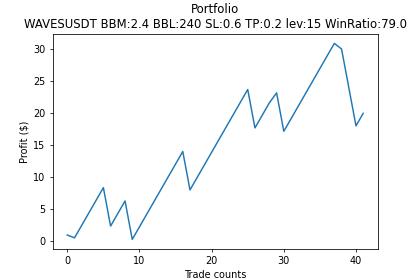 Portfolio
WAVESUSDT BBM:2.4 BBL:240 SL:0.6 TP:0.2 lev:15 WinRatio:79.0
Profit ($)
30
25
20
15
10
5
0
0 10 20 30 40
Trade counts